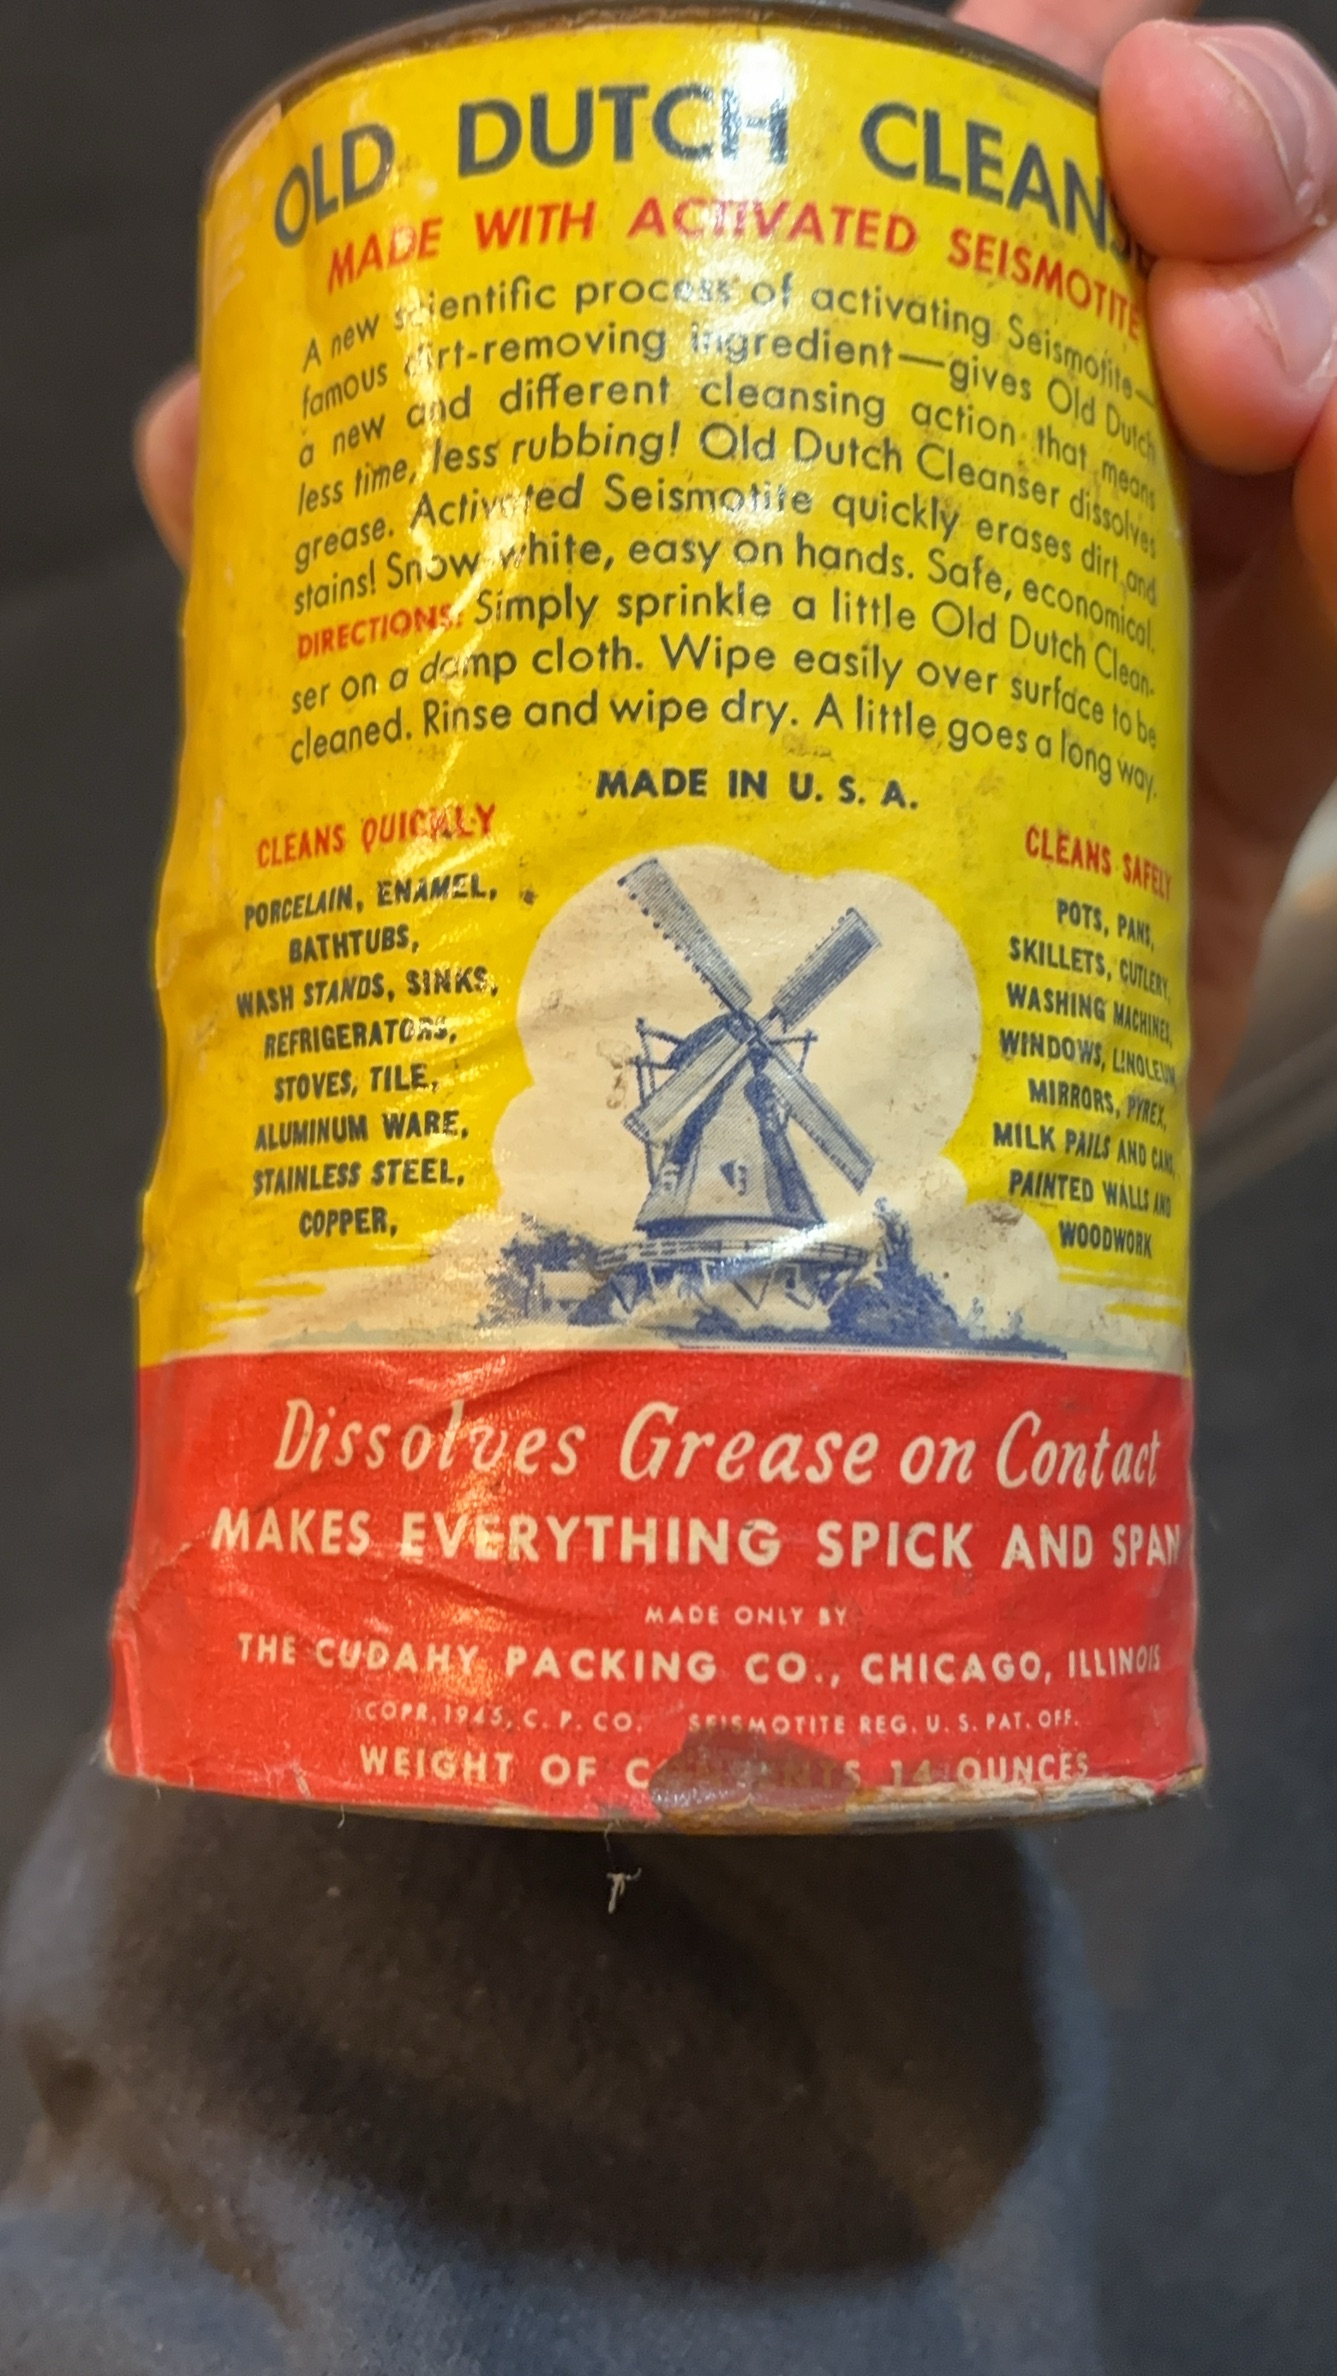 OLD DUTCH CLEANS
MADE WITH ACTIVATED SEISMOTITE
A new scientific process of activating Seismotite—
famous dirt-removing ingredient—gives Old Dutch
a new and different cleansing action that means
less time, less rubbing! Old Dutch Cleanser dissolves
grease. Activated Seismotite quickly erases dirt and
stains! Snow white, easy on hands. Safe, economical.
DIRECTIONS: Simply sprinkle a little Old Dutch Clean-
ser on a damp cloth. Wipe easily over surface to be
cleaned. Rinse and wipe dry. A little goes a long way.
MADE IN U. S. A.
CLEANS QUICKLY
PORCELAIN, ENAMEL,
BATHTUBS,
WASH STANDS, SINKS,
REFRIGERATORS,
STOVES, TILE,
ALUMINUM WARE,
STAINLESS STEEL,
COPPER,
CLEANS SAFELY
POTS, PANS,
SKILLETS, CUTLERY,
WASHING MACHINES,
WINDOWS, LINOLEUM,
MIRRORS, PYREX,
MILK PAILS AND CANS,
PAINTED WALLS AND
WOODWORK
Dissolves Grease on Contact
MAKES EVERYTHING SPICK AND SPAN
MADE ONLY BY
THE CUDAHY PACKING CO., CHICAGO, ILLINOIS
COPR. 1945, C. P. CO. SEISMOTITE REG. U. S. PAT. OFF.
WEIGHT OF CONTENTS 14 OUNCES